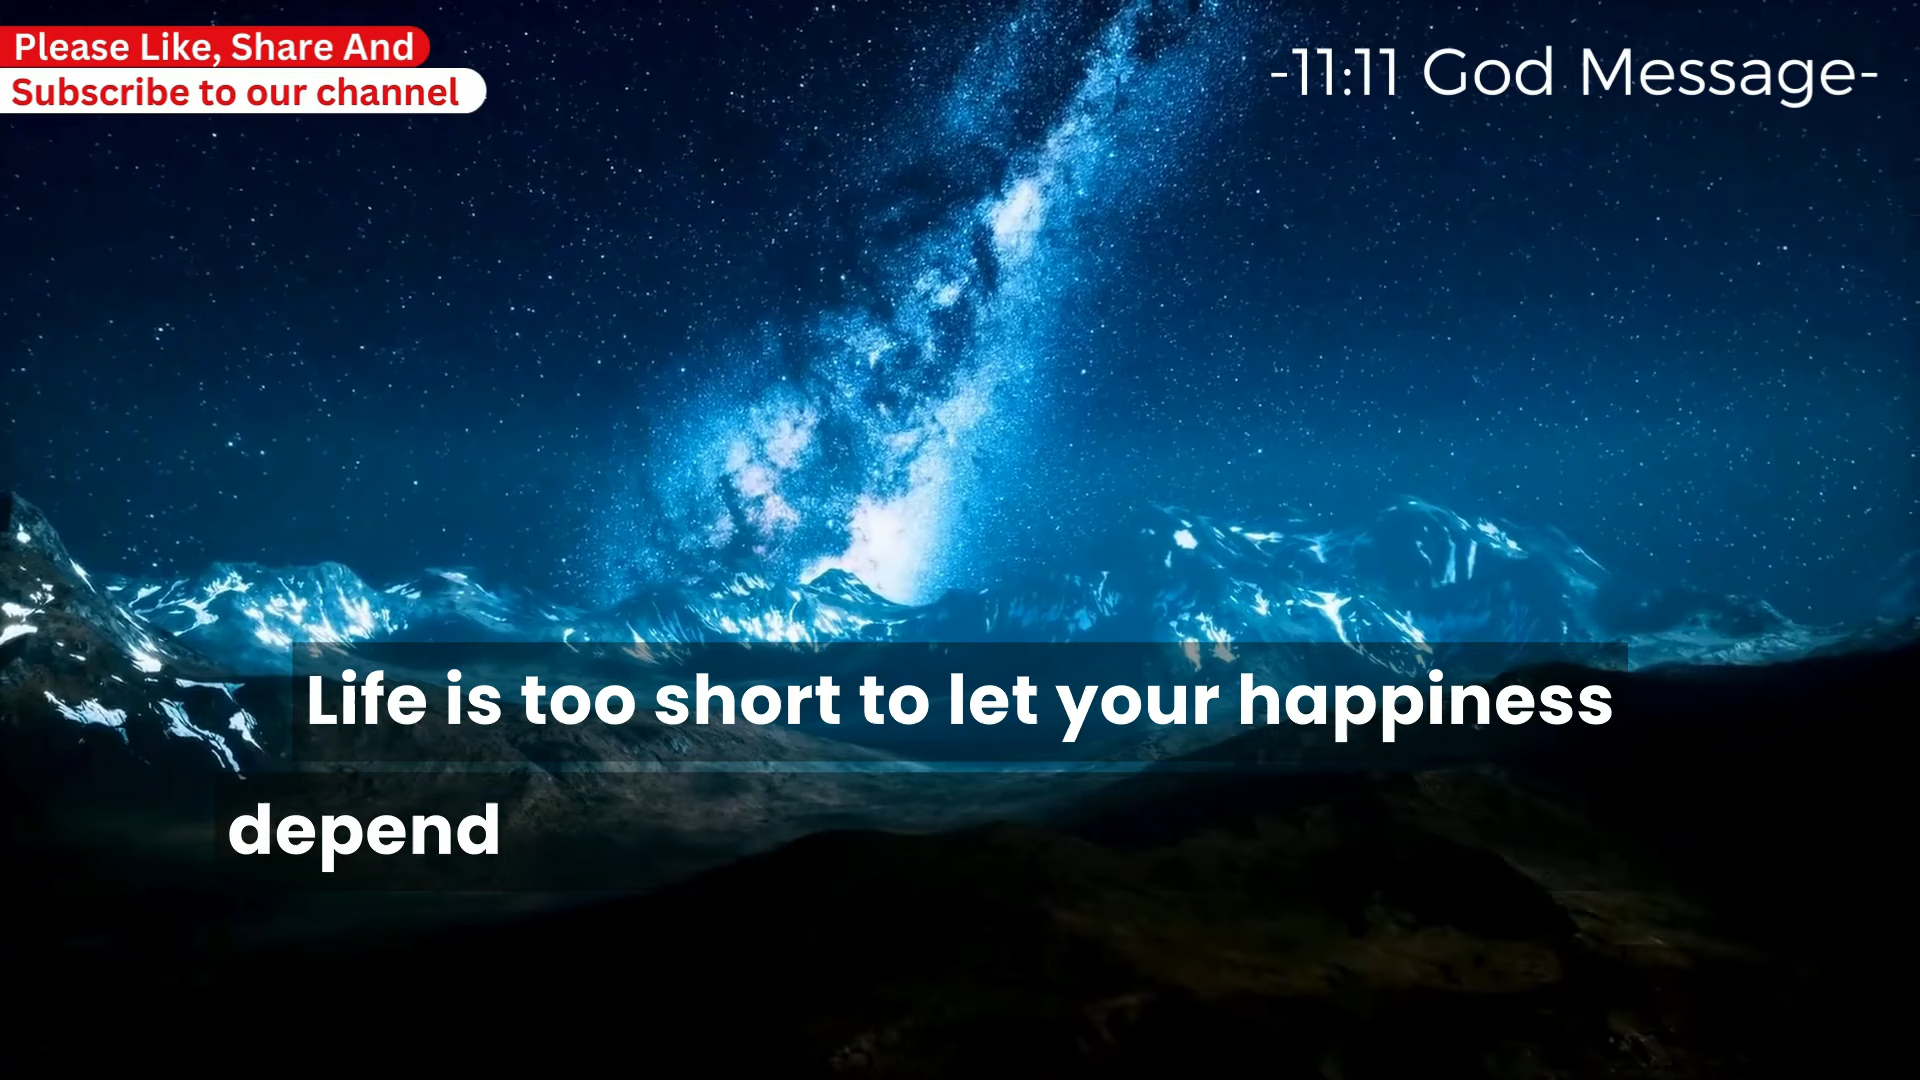 Please Like, Share And
Subscribe to our channel
-11:11 God Message-
Life is too short to let your happiness
depend